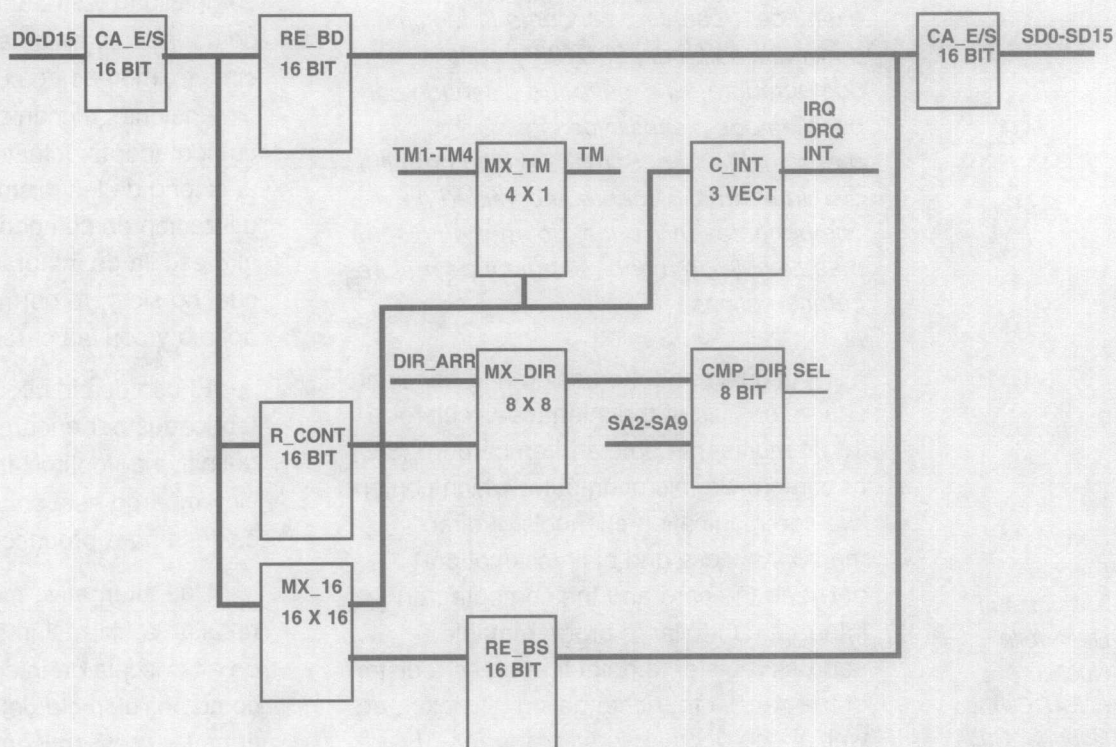 D0-D15
CA_E/S
16 BIT
RE_BD
16 BIT
CA_E/S
16 BIT
SD0-SD15
TM1-TM4
MX_TM
4 X 1
TM
C_INT
3 VECT
IRQ
DRQ
INT
DIR_ARR
MX_DIR
8 X 8
CMP_DIR SEL
8 BIT
SA2-SA9
R_CONT
16 BIT
MX_16
16 X 16
RE_BS
16 BIT